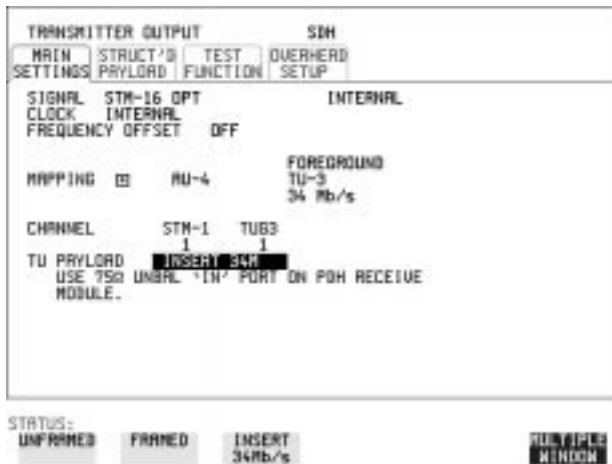 TRANSMITTER OUTPUT SDH
MAIN SETTINGS STRUCT'D PAYLOAD TEST FUNCTION OVERHEAD SETUP
SIGNAL STM-16 OPT INTERNAL
CLOCK INTERNAL
FREQUENCY OFFSET OFF
FOREGROUND
MAPPING AU-4 TU-3
34 Mb/s
CHANNEL STM-1 TUG3
1 1
TU PAYLOAD INSERT 34M
USE 75Ω UNBAL 'IN' PORT ON PDH RECEIVE
MODULE.
STATUS:
UNFRAMED FRAMED INSERT 34Mb/s MULTIPLE WINDOW